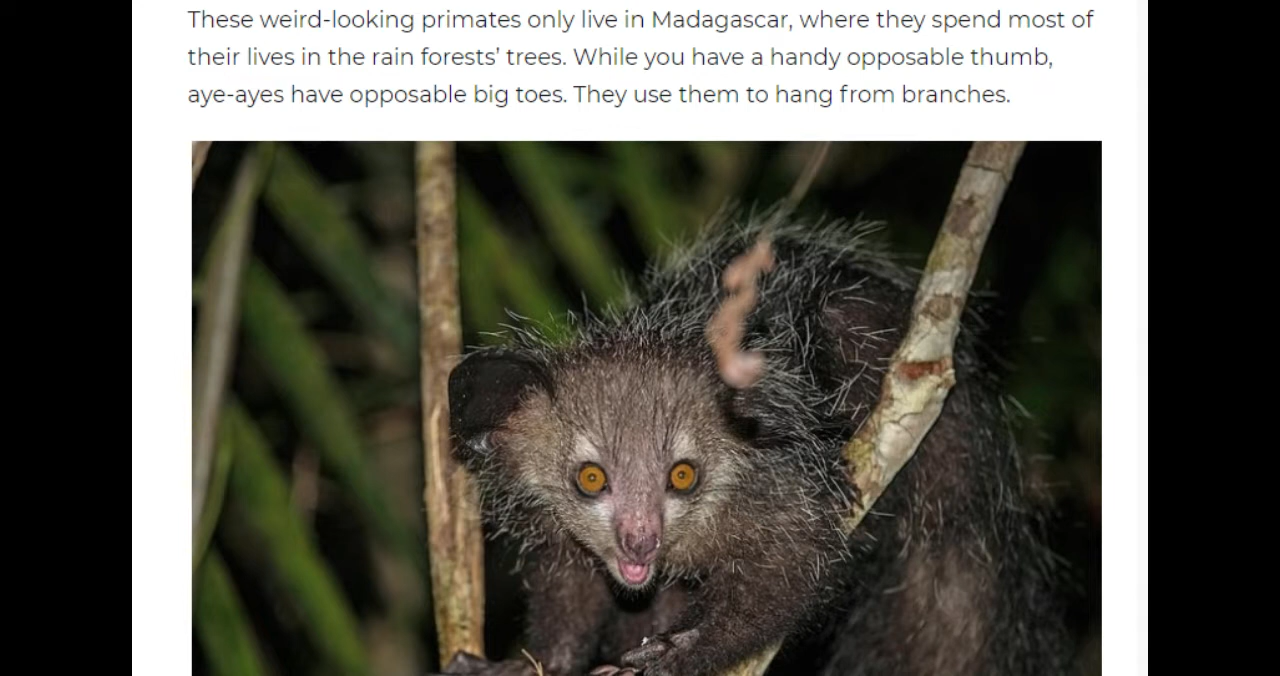 These weird-looking primates only live in Madagascar, where they spend most of
their lives in the rain forests’ trees. While you have a handy opposable thumb,
aye-ayes have opposable big toes. They use them to hang from branches.